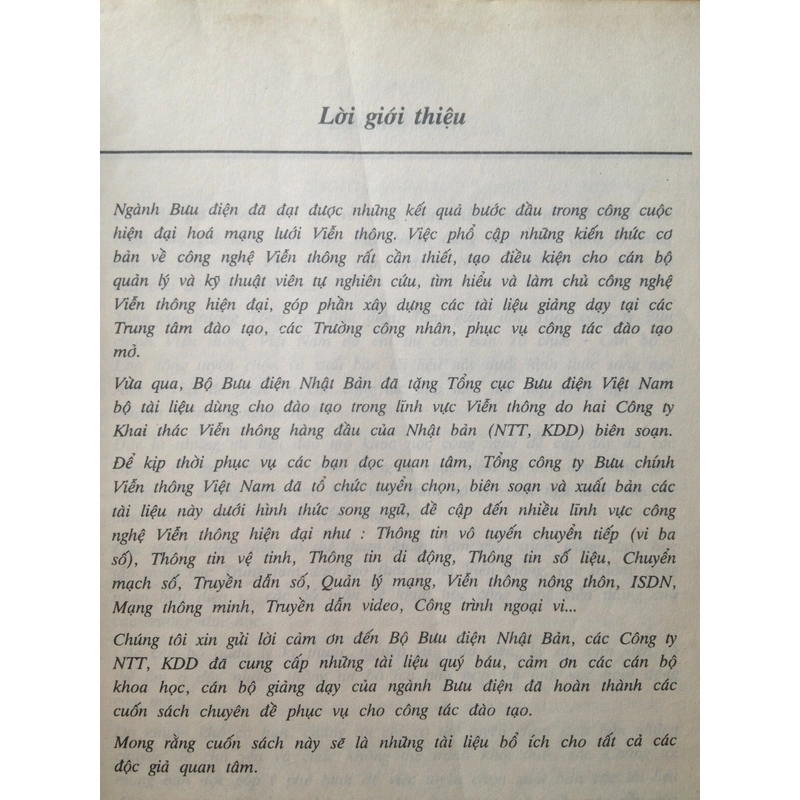 Lời giới thiệu
Ngành Bưu điện đã đạt được những kết quả bước đầu trong công cuộc
hiện đại hoá mạng lưới Viễn thông. Việc phổ cập những kiến thức cơ
bản về công nghệ Viễn thông rất cần thiết, tạo điều kiện cho cán bộ
quản lý và kỹ thuật viên tự nghiên cứu, tìm hiểu và làm chủ công nghệ
Viễn thông hiện đại, góp phần xây dựng các tài liệu giảng dạy tại các
Trung tâm đào tạo, các Trường công nhân, phục vụ công tác đào tạo
mở.
Vừa qua, Bộ Bưu điện Nhật Bản đã tặng Tổng cục Bưu điện Việt Nam
bộ tài liệu dùng cho đào tạo trong lĩnh vực Viễn thông do hai Công ty
Khai thác Viễn thông hàng đầu của Nhật bản (NTT, KDD) biên soạn.
Để kịp thời phục vụ các bạn đọc quan tâm, Tổng công ty Bưu chính
Viễn thông Việt Nam đã tổ chức tuyển chọn, biên soạn và xuất bản các
tài liệu này dưới hình thức song ngữ, đề cập đến nhiều lĩnh vực công
nghệ Viễn thông hiện đại như : Thông tin vô tuyến chuyển tiếp (vi ba
số), Thông tin vệ tinh, Thông tin di động, Thông tin số liệu, Chuyển
mạch số, Truyền dẫn số, Quản lý mạng, Viễn thông nông thôn, ISDN,
Mạng thông minh, Truyền dẫn video, Công trình ngoại vi...
Chúng tôi xin gửi lời cảm ơn đến Bộ Bưu điện Nhật Bản, các Công ty
NTT, KDD đã cung cấp những tài liệu quý báu, cảm ơn các cán bộ
khoa học, cán bộ giảng dạy của ngành Bưu điện đã hoàn thành các
cuốn sách chuyên đề phục vụ cho công tác đào tạo.
Mong rằng cuốn sách này sẽ là những tài liệu bổ ích cho tất cả các
độc giả quan tâm.